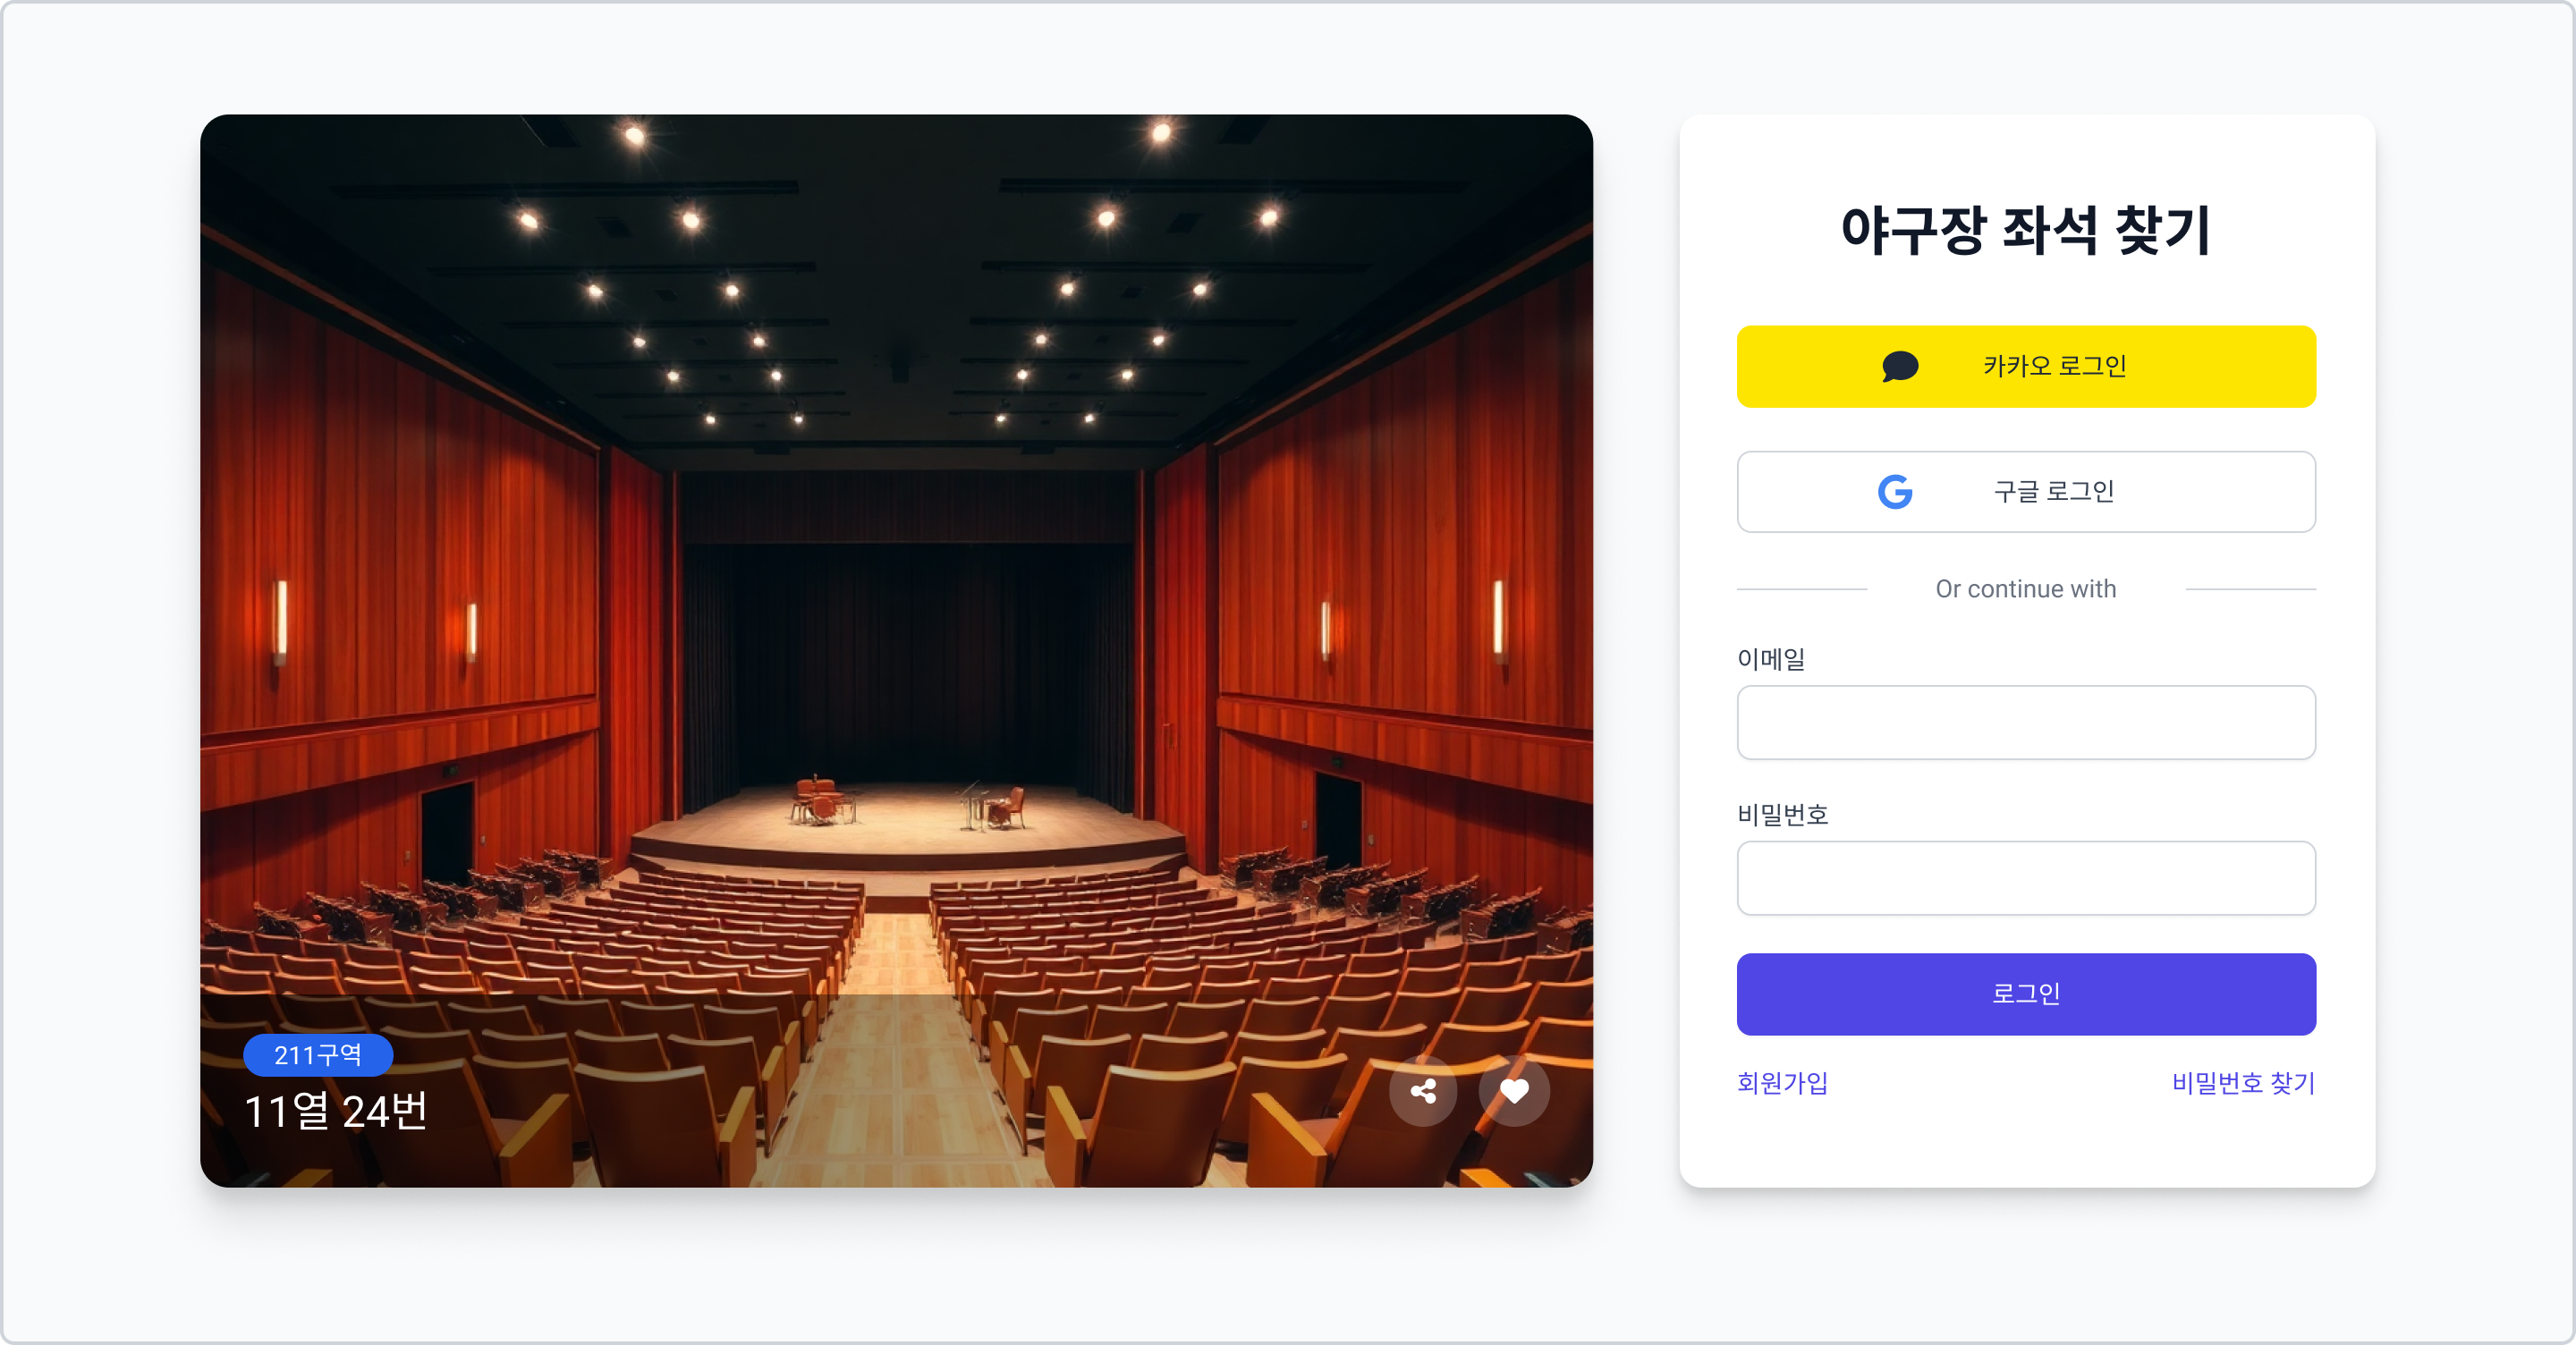 211구역
11열 24번
야구장 좌석 찾기
카카오 로그인
구글 로그인
Or continue with
이메일
비밀번호
로그인
회원가입
비밀번호 찾기